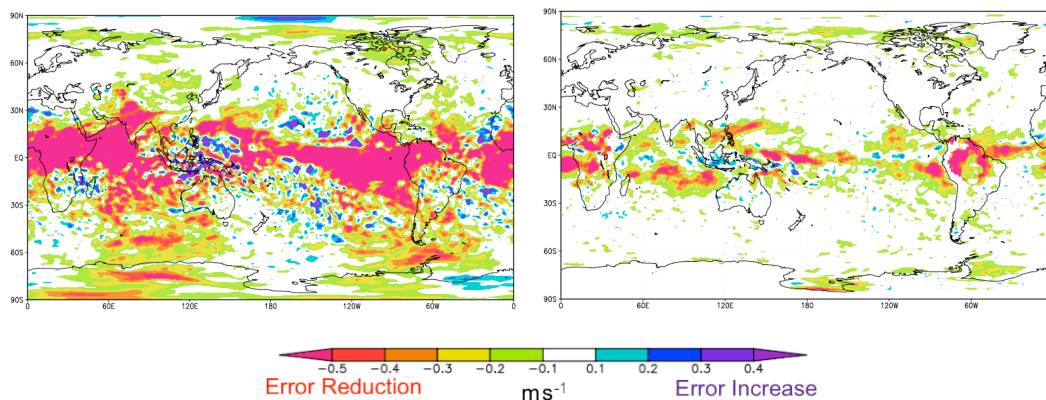 90N
60N
30N
EQ
30S
60S
90S
0 60E 120E 180 120W 60W 0
90N
60N
30N
EQ
30S
60S
90S
0 60E 120E 180 120W 60W
−0.5 −0.4 −0.3 −0.2 −0.1 0.1 0.2 0.3 0.4
Error Reduction ms⁻¹ Error Increase